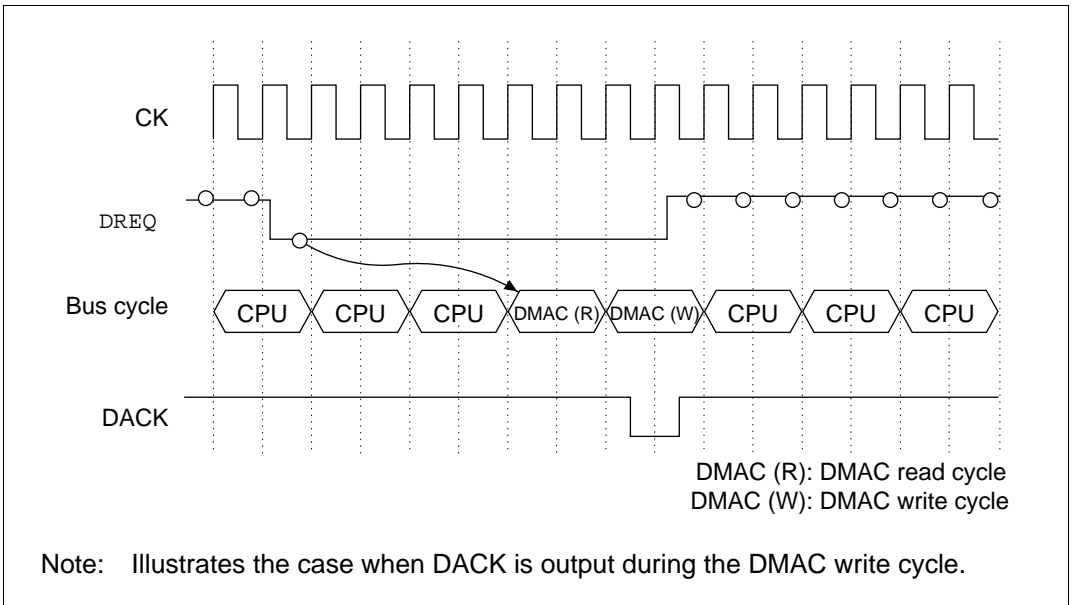 CK
DREQ
Bus cycle CPU CPU CPU DMAC (R) DMAC (W) CPU CPU CPU
DACK
DMAC (R): DMAC read cycle
DMAC (W): DMAC write cycle
Note: Illustrates the case when DACK is output during the DMAC write cycle.